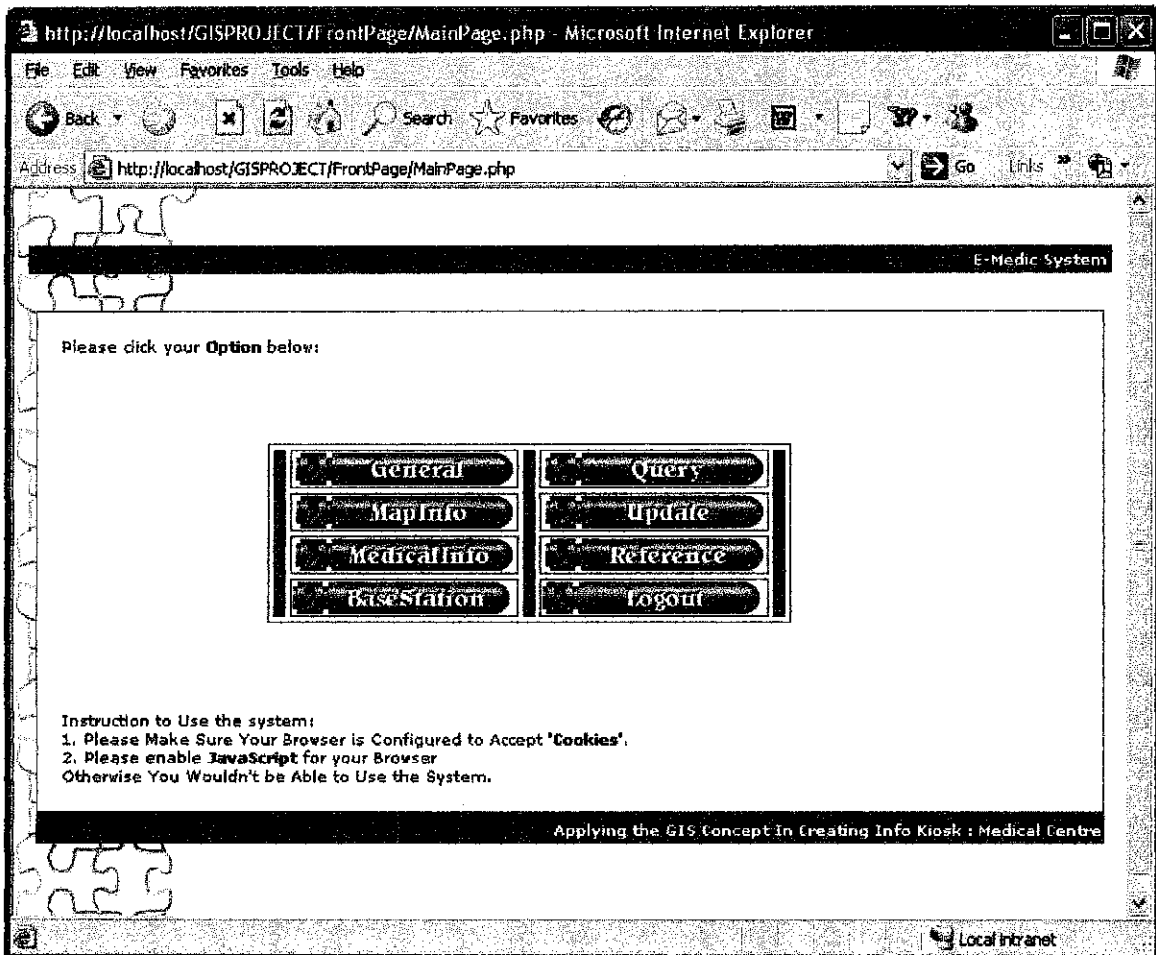 http://localhost/GISPROJECT/FrontPage/MainPage.php - Microsoft Internet Explorer
File Edit View Favorites Tools Help
Back Search Favorites
Address http://localhost/GISPROJECT/FrontPage/MainPage.php Go Links
E-Medic System
Please click your Option below:
General Query
MapInfo Update
MedicalInfo Reference
BaseStation Logout
Instruction to Use the system:
1. Please Make Sure Your Browser is Configured to Accept 'Cookies'.
2. Please enable JavaScript for your Browser
Otherwise You Wouldn't be Able to Use the System.
Applying the GIS Concept In Creating Info Kiosk : Medical Centre
Local intranet